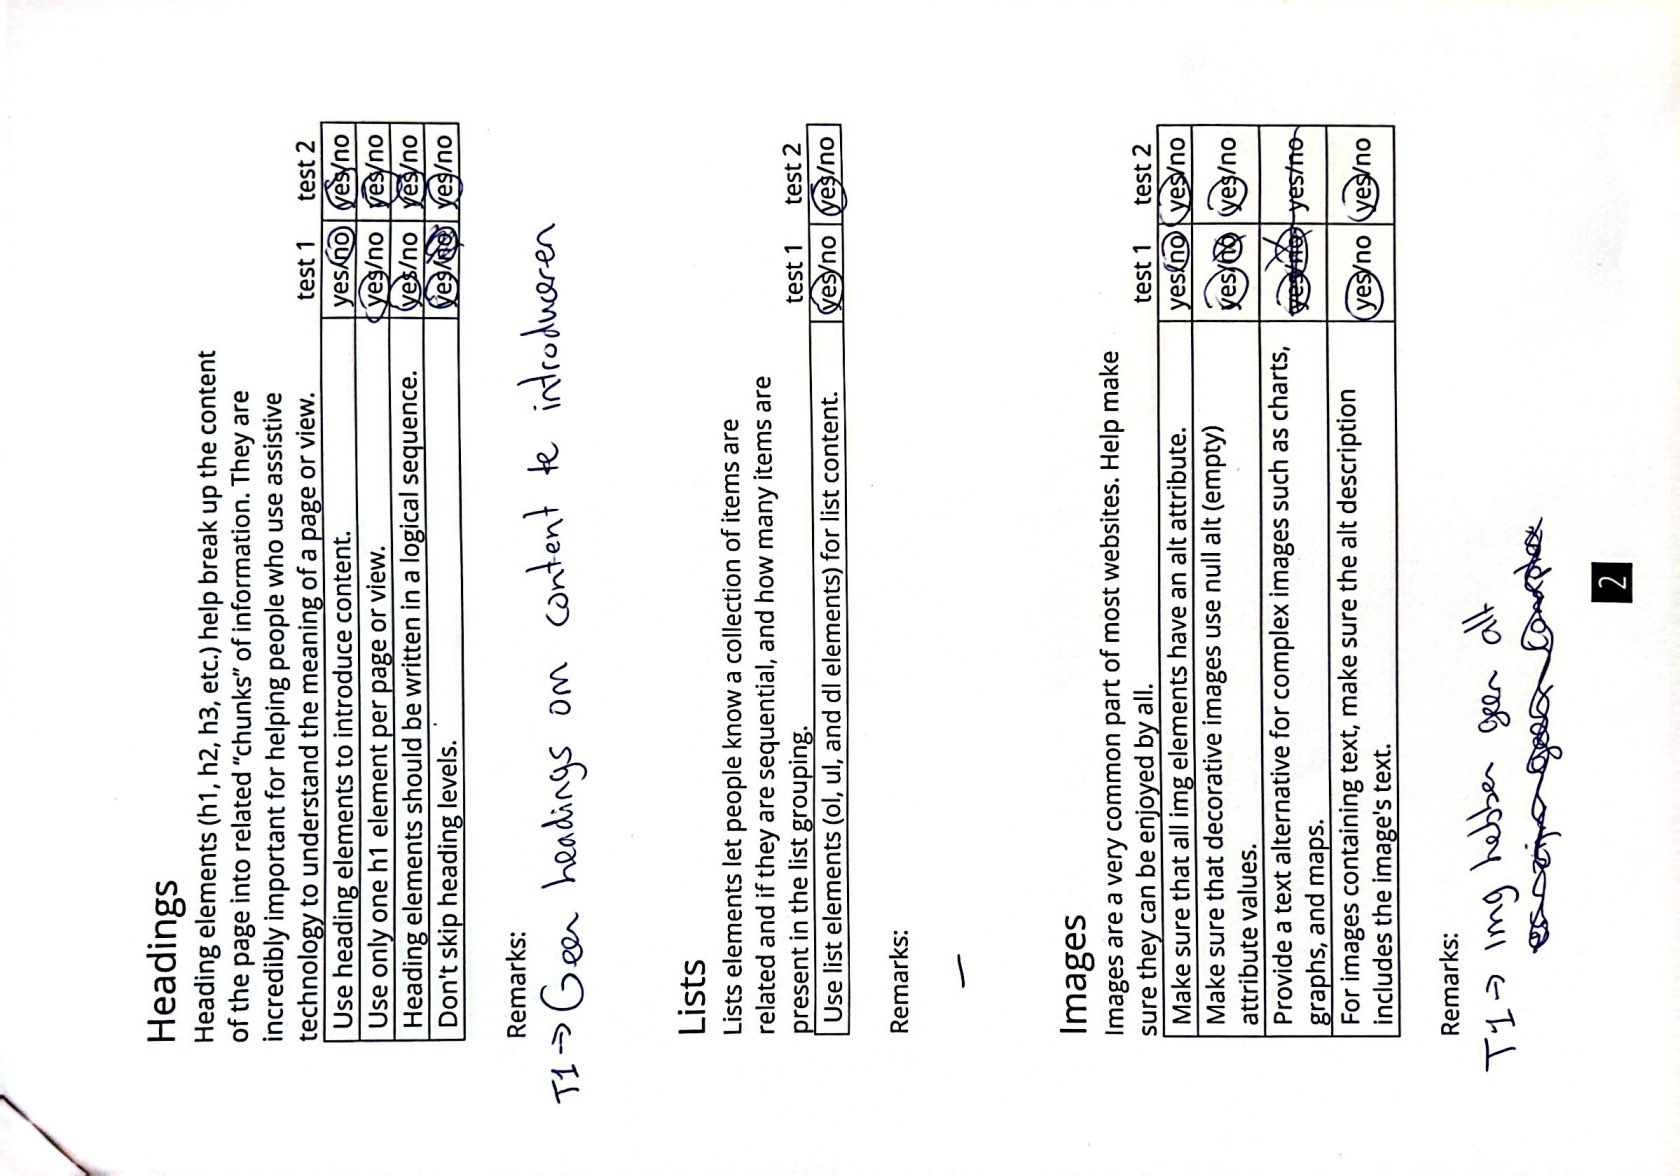 Headings
Heading elements (h1, h2, h3, etc.) help break up the content
of the page into related “chunks” of information. They are
incredibly important for helping people who use assistive
technology to understand the meaning of a page or view. test 1 test 2
Use heading elements to introduce content. yes/no yes/no
Use only one h1 element per page or view. yes/no yes/no
Heading elements should be written in a logical sequence. yes/no yes/no
Don't skip heading levels. yes/no yes/no
Remarks:
T1 → Geen headings om content te introduceren
Lists
Lists elements let people know a collection of items are
related and if they are sequential, and how many items are
present in the list grouping. test 1 test 2
Use list elements (ol, ul, and dl elements) for list content. yes/no yes/no
Remarks:
—
Images
Images are a very common part of most websites. Help make
sure they can be enjoyed by all. test 1 test 2
Make sure that all img elements have an alt attribute. yes/no yes/no
Make sure that decorative images use null alt (empty)
attribute values. yes/no yes/no
Provide a text alternative for complex images such as charts,
graphs, and maps. yes/no yes/no
For images containing text, make sure the alt description
includes the image's text. yes/no yes/no
Remarks:
T1 → img hebben geen alt
geen complex
2